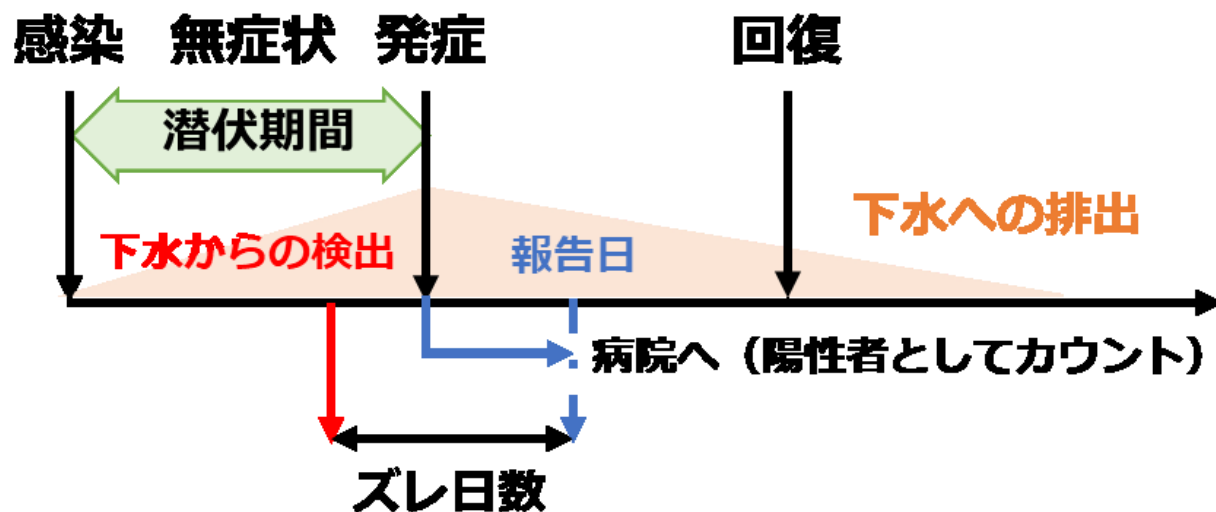 感染 無症状 発症 回復
潜伏期間
下水への排出
下水からの検出 報告日
病院へ（陽性者としてカウント）
ズレ日数